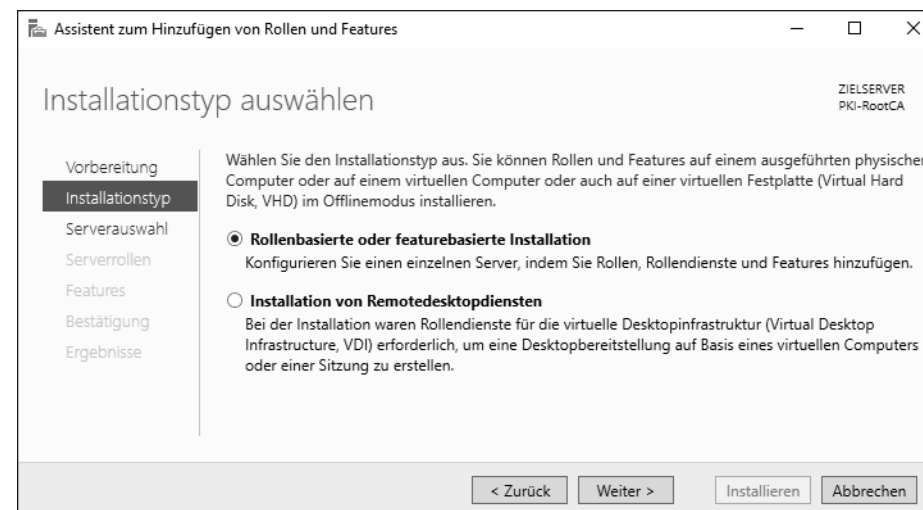 Assistent zum Hinzufügen von Rollen und Features
Installationstyp auswählen
ZIELSERVER
PKI-RootCA
Vorbereitung
Installationstyp
Serverauswahl
Serverrollen
Features
Bestätigung
Ergebnisse
Wählen Sie den Installationstyp aus. Sie können Rollen und Features auf einem ausgeführten physischen
Computer oder auf einem virtuellen Computer oder auch auf einer virtuellen Festplatte (Virtual Hard
Disk, VHD) im Offlinemodus installieren.
Rollenbasierte oder featurebasierte Installation
Konfigurieren Sie einen einzelnen Server, indem Sie Rollen, Rollendienste und Features hinzufügen.
Installation von Remotedesktopdiensten
Bei der Installation waren Rollendienste für die virtuelle Desktopinfrastruktur (Virtual Desktop
Infrastructure, VDI) erforderlich, um eine Desktopbereitstellung auf Basis eines virtuellen Computers
oder einer Sitzung zu erstellen.
< Zurück
Weiter >
Installieren
Abbrechen